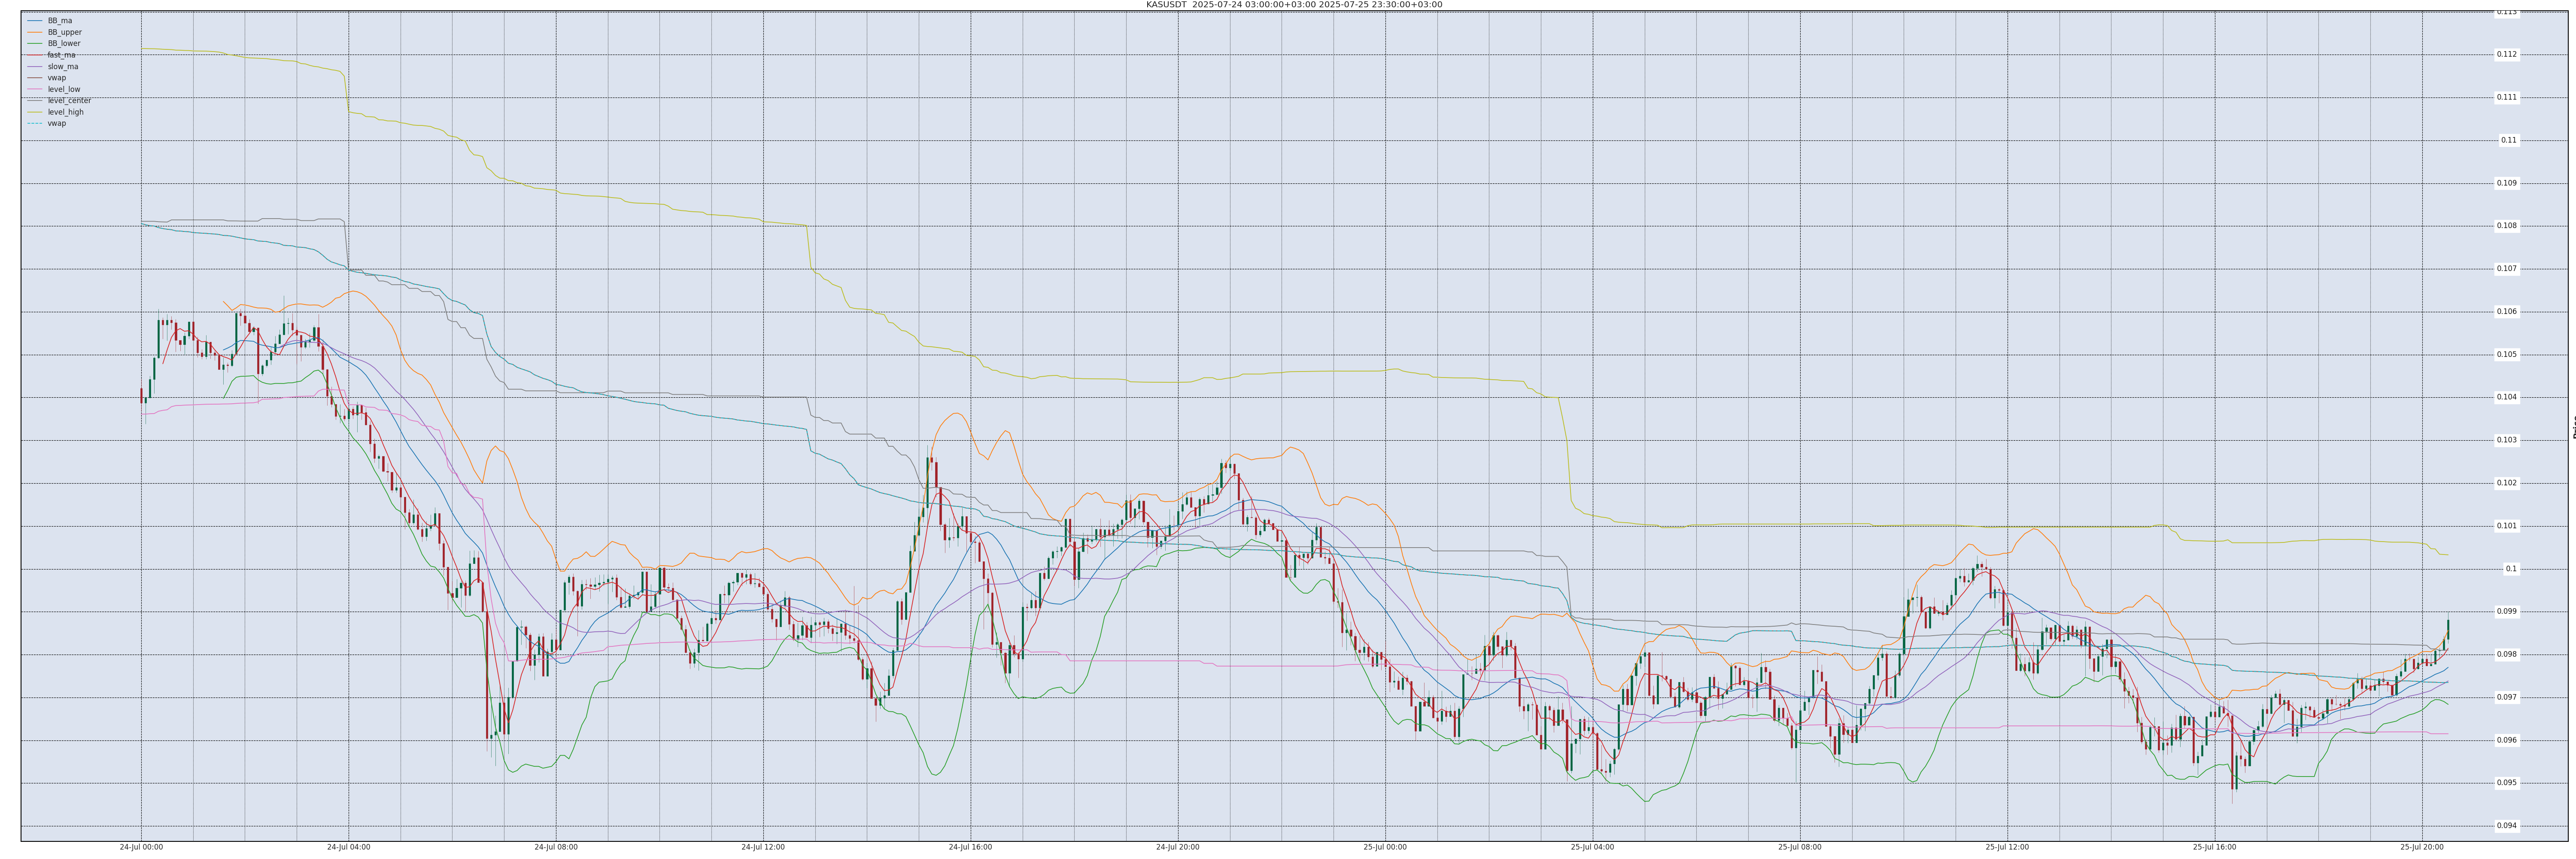 KASUSDT 2025-07-24 03:00:00+03:00 2025-07-25 23:30:00+03:00
BB_ma
BB_upper
BB_lower
fast_ma
slow_ma
vwap
level_low
level_center
level_high
vwap
0.113
0.112
0.111
0.11
0.109
0.108
0.107
0.106
0.105
0.104
0.103
0.102
0.101
0.1
0.099
0.098
0.097
0.096
0.095
0.094
Price
24-Jul 00:00 24-Jul 04:00 24-Jul 08:00 24-Jul 12:00 24-Jul 16:00 24-Jul 20:00 25-Jul 00:00 25-Jul 04:00 25-Jul 08:00 25-Jul 12:00 25-Jul 16:00 25-Jul 20:00